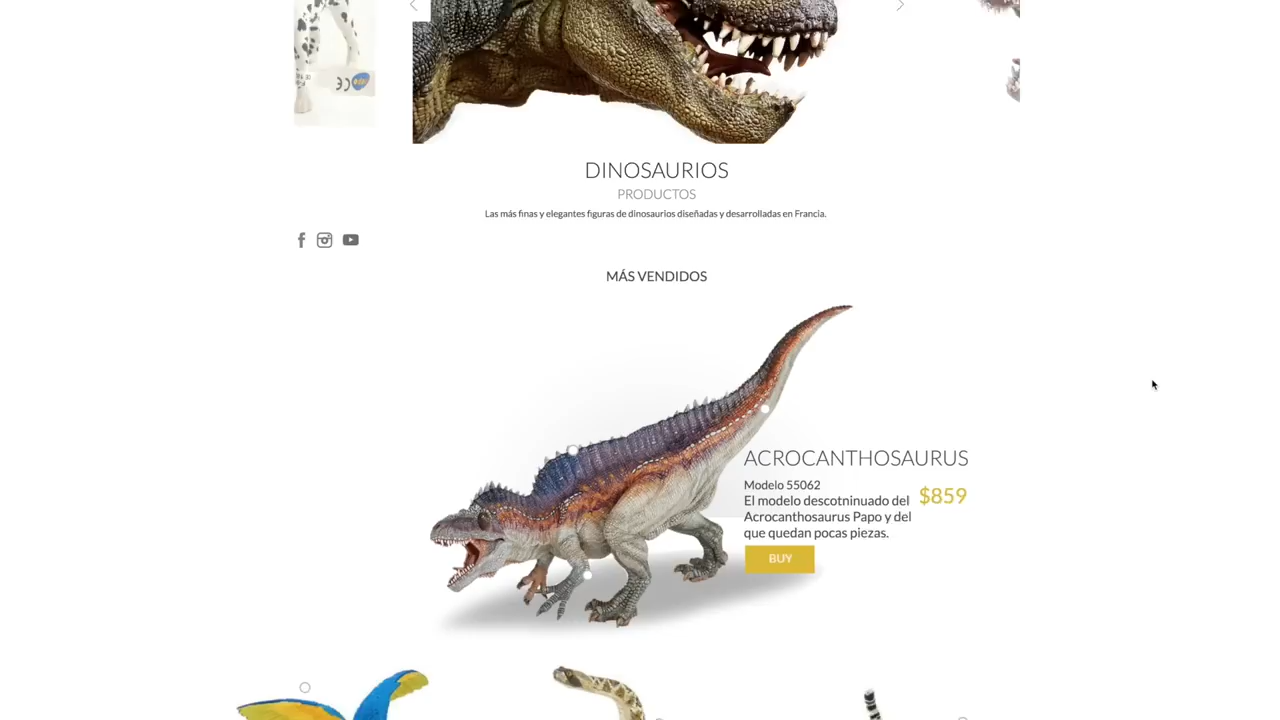 DINOSAURIOS
PRODUCTOS
Las más finas y elegantes figuras de dinosaurios diseñadas y desarrolladas en Francia.
MÁS VENDIDOS
ACROCANTHOSAURUS
Modelo 55062
El modelo descotninuado del
Acrocanthosaurus Papo y del
que quedan pocas piezas.
$859
BUY